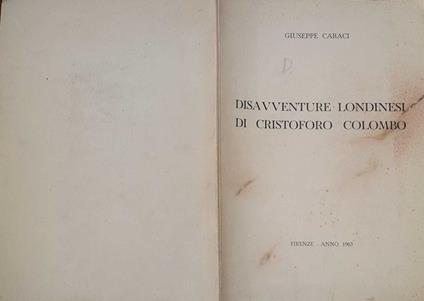 GIUSEPPE CARACI
D.
DISAVVENTURE LONDINESI
DI CRISTOFORO COLOMBO
FIRENZE - ANNO 1963